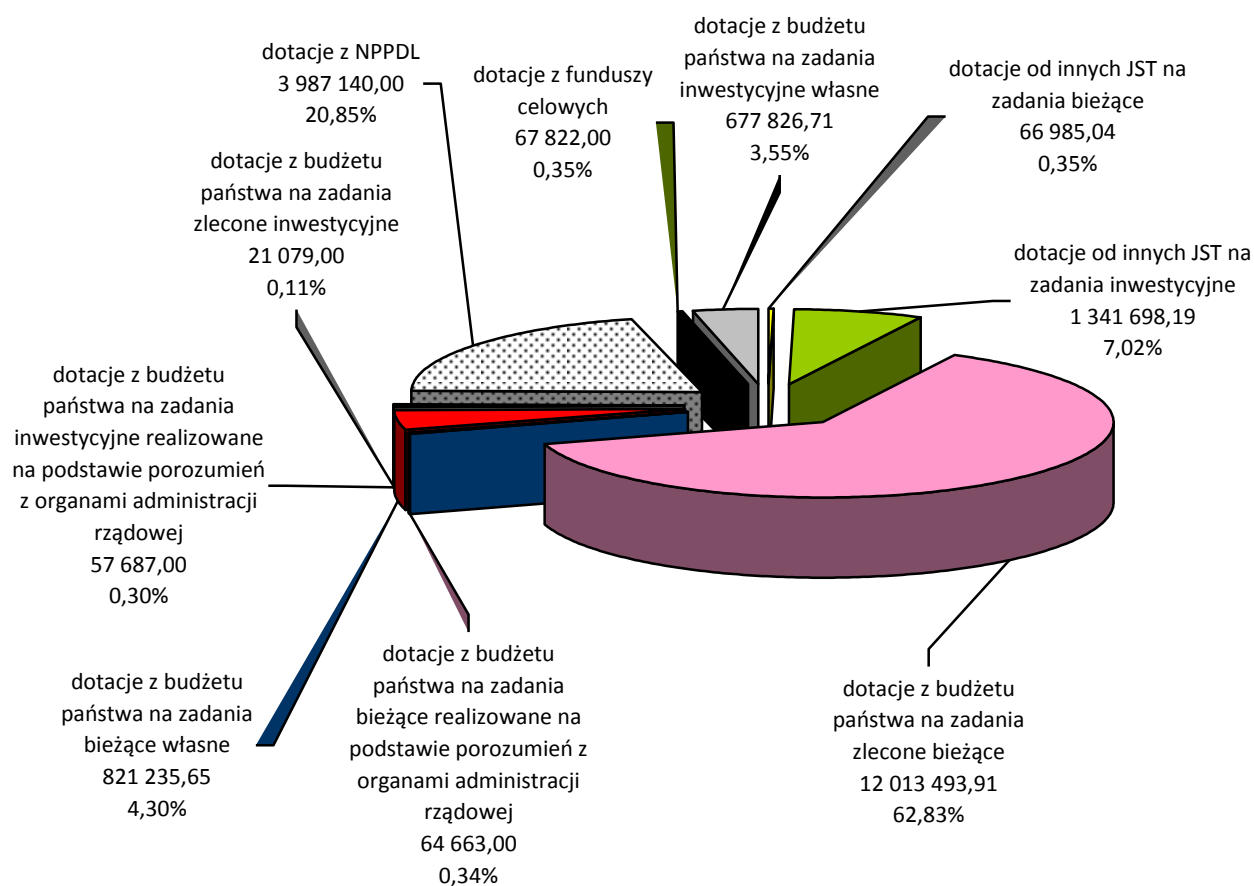 dotacje z NPPDL
3 987 140,00
20,85%
dotacje z funduszy
celowych
67 822,00
0,35%
dotacje z budżetu
państwa na zadania
inwestycyjne własne
677 826,71
3,55%
dotacje od innych JST na
zadania bieżące
66 985,04
0,35%
dotacje od innych JST na
zadania inwestycyjne
1 341 698,19
7,02%
dotacje z budżetu
państwa na zadania
zlecone inwestycyjne
21 079,00
0,11%
dotacje z budżetu
państwa na zadania
inwestycyjne realizowane
na podstawie porozumień
z organami administracji
rządowej
57 687,00
0,30%
dotacje z budżetu
państwa na zadania
bieżące własne
821 235,65
4,30%
dotacje z budżetu
państwa na zadania
bieżące realizowane na
podstawie porozumień z
organami administracji
rządowej
64 663,00
0,34%
dotacje z budżetu
państwa na zadania
zlecone bieżące
12 013 493,91
62,83%